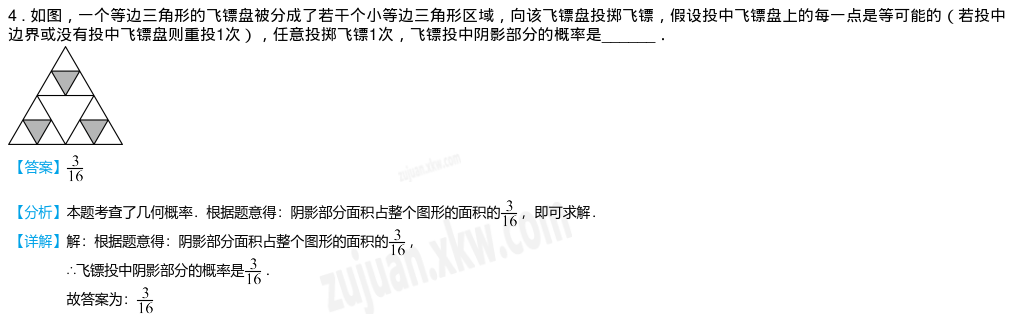 4．如图，一个等边三角形的飞镖盘被分成了若干个小等边三角形区域，向该飞镖盘投掷飞镖，假设投中飞镖盘上的每一点是等可能的（若投中
边界或没有投中飞镖盘则重投1次），任意投掷飞镖1次，飞镖投中阴影部分的概率是______．
【答案】3/16
zujuan.xkw.com
【分析】本题考查了几何概率．根据题意得：阴影部分面积占整个图形的面积的3/16，即可求解．
【详解】解：根据题意得：阴影部分面积占整个图形的面积的3/16，
∴飞镖投中阴影部分的概率是3/16．
故答案为：3/16
zujuan.xkw.com